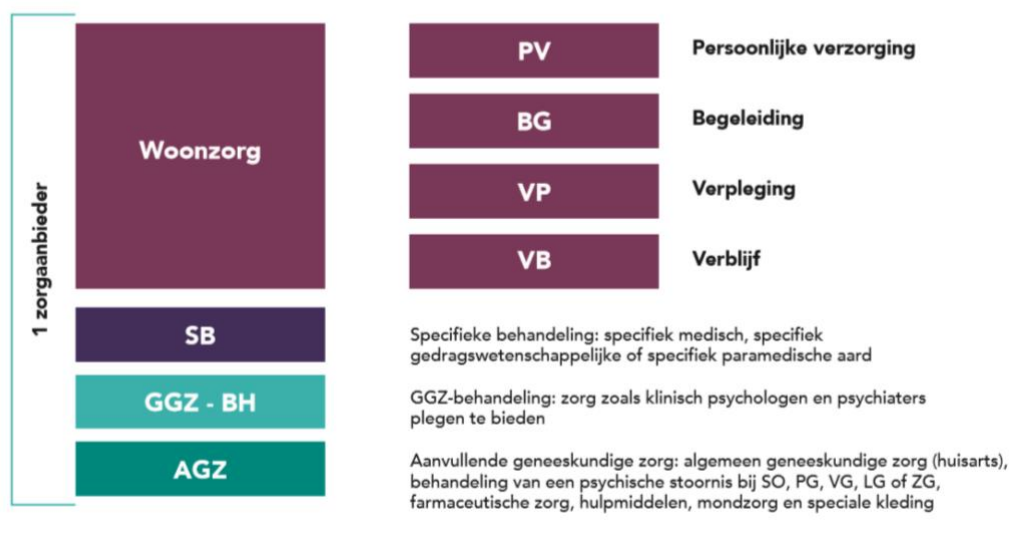 1 zorgaanbieder
Woonzorg
PV
Persoonlijke verzorging
BG
Begeleiding
VP
Verpleging
VB
Verblijf
SB
Specifieke behandeling: specifiek medisch, specifiek
gedragswetenschappelijke of specifiek paramedische aard
GGZ - BH
GGZ-behandeling: zorg zoals klinisch psychologen en psychiaters
plegen te bieden
AGZ
Aanvullende geneeskundige zorg: algemeen geneeskundige zorg (huisarts),
behandeling van een psychische stoornis bij SO, PG, VG, LG of ZG,
farmaceutische zorg, hulpmiddelen, mondzorg en speciale kleding